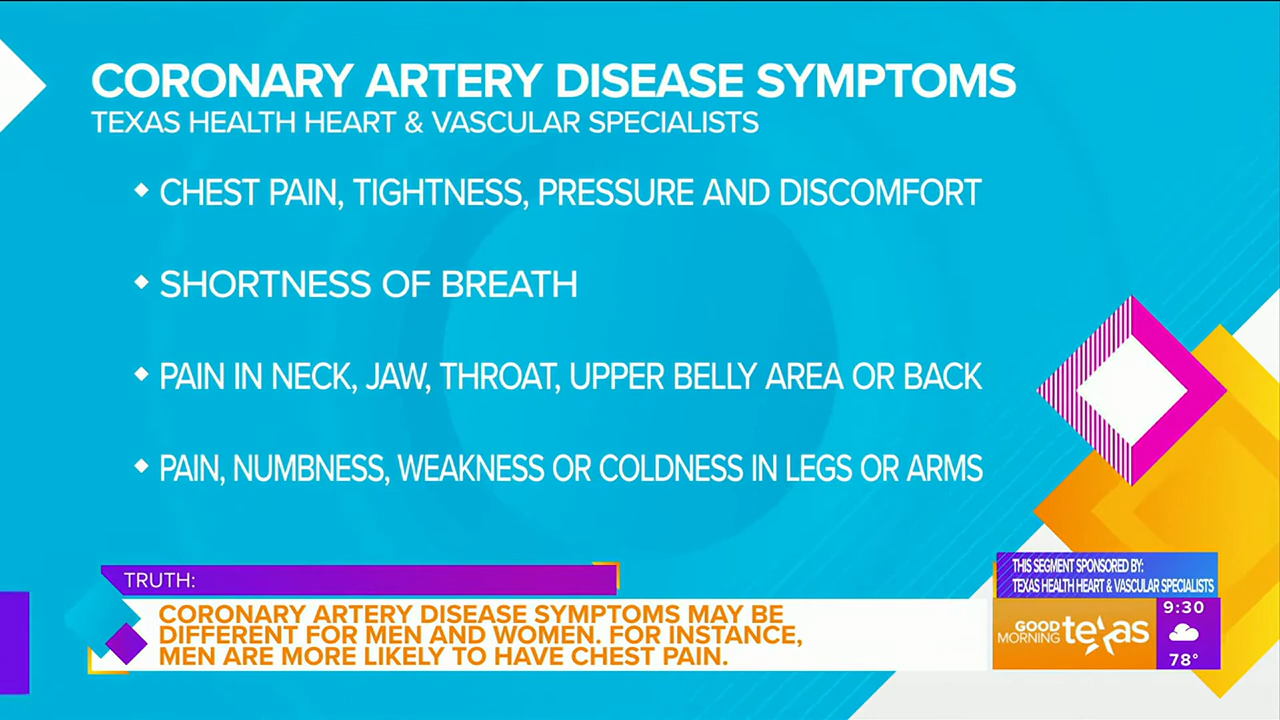 CORONARY ARTERY DISEASE SYMPTOMS
TEXAS HEALTH HEART & VASCULAR SPECIALISTS
CHEST PAIN, TIGHTNESS, PRESSURE AND DISCOMFORT
SHORTNESS OF BREATH
PAIN IN NECK, JAW, THROAT, UPPER BELLY AREA OR BACK
PAIN, NUMBNESS, WEAKNESS OR COLDNESS IN LEGS OR ARMS
TRUTH:
CORONARY ARTERY DISEASE SYMPTOMS MAY BE
DIFFERENT FOR MEN AND WOMEN. FOR INSTANCE,
MEN ARE MORE LIKELY TO HAVE CHEST PAIN.
THIS SEGMENT SPONSORED BY:
TEXAS HEALTH HEART & VASCULAR SPECIALISTS
GOOD
MORNING texas
9:30
78°